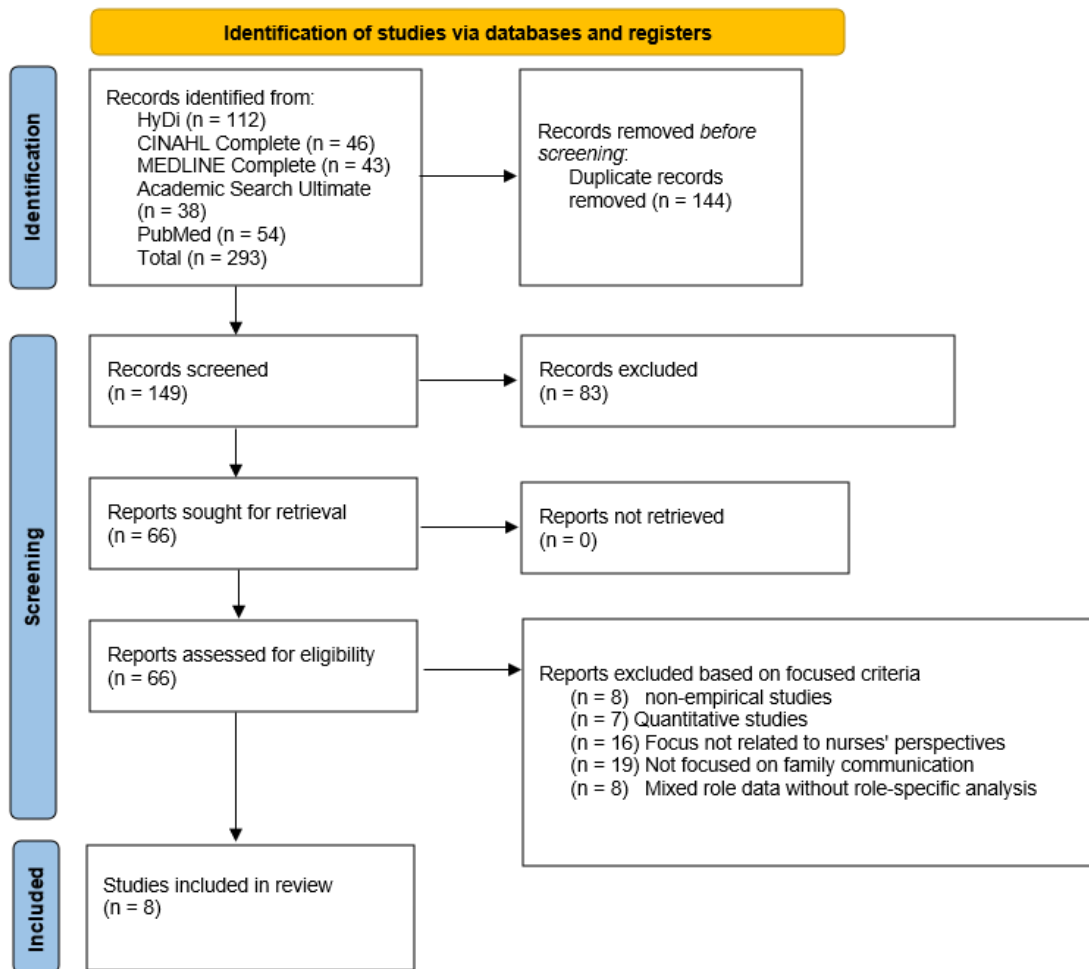 Identification of studies via databases and registers
Identification
Records identified from:
HyDi (n = 112)
CINAHL Complete (n = 46)
MEDLINE Complete (n = 43)
Academic Search Ultimate
(n = 38)
PubMed (n = 54)
Total (n = 293)
Records removed before
screening:
Duplicate records
removed (n = 144)
Screening
Records screened
(n = 149)
Records excluded
(n = 83)
Reports sought for retrieval
(n = 66)
Reports not retrieved
(n = 0)
Reports assessed for eligibility
(n = 66)
Reports excluded based on focused criteria
(n = 8) non-empirical studies
(n = 7) Quantitative studies
(n = 16) Focus not related to nurses' perspectives
(n = 19) Not focused on family communication
(n = 8) Mixed role data without role-specific analysis
Included
Studies included in review
(n = 8)